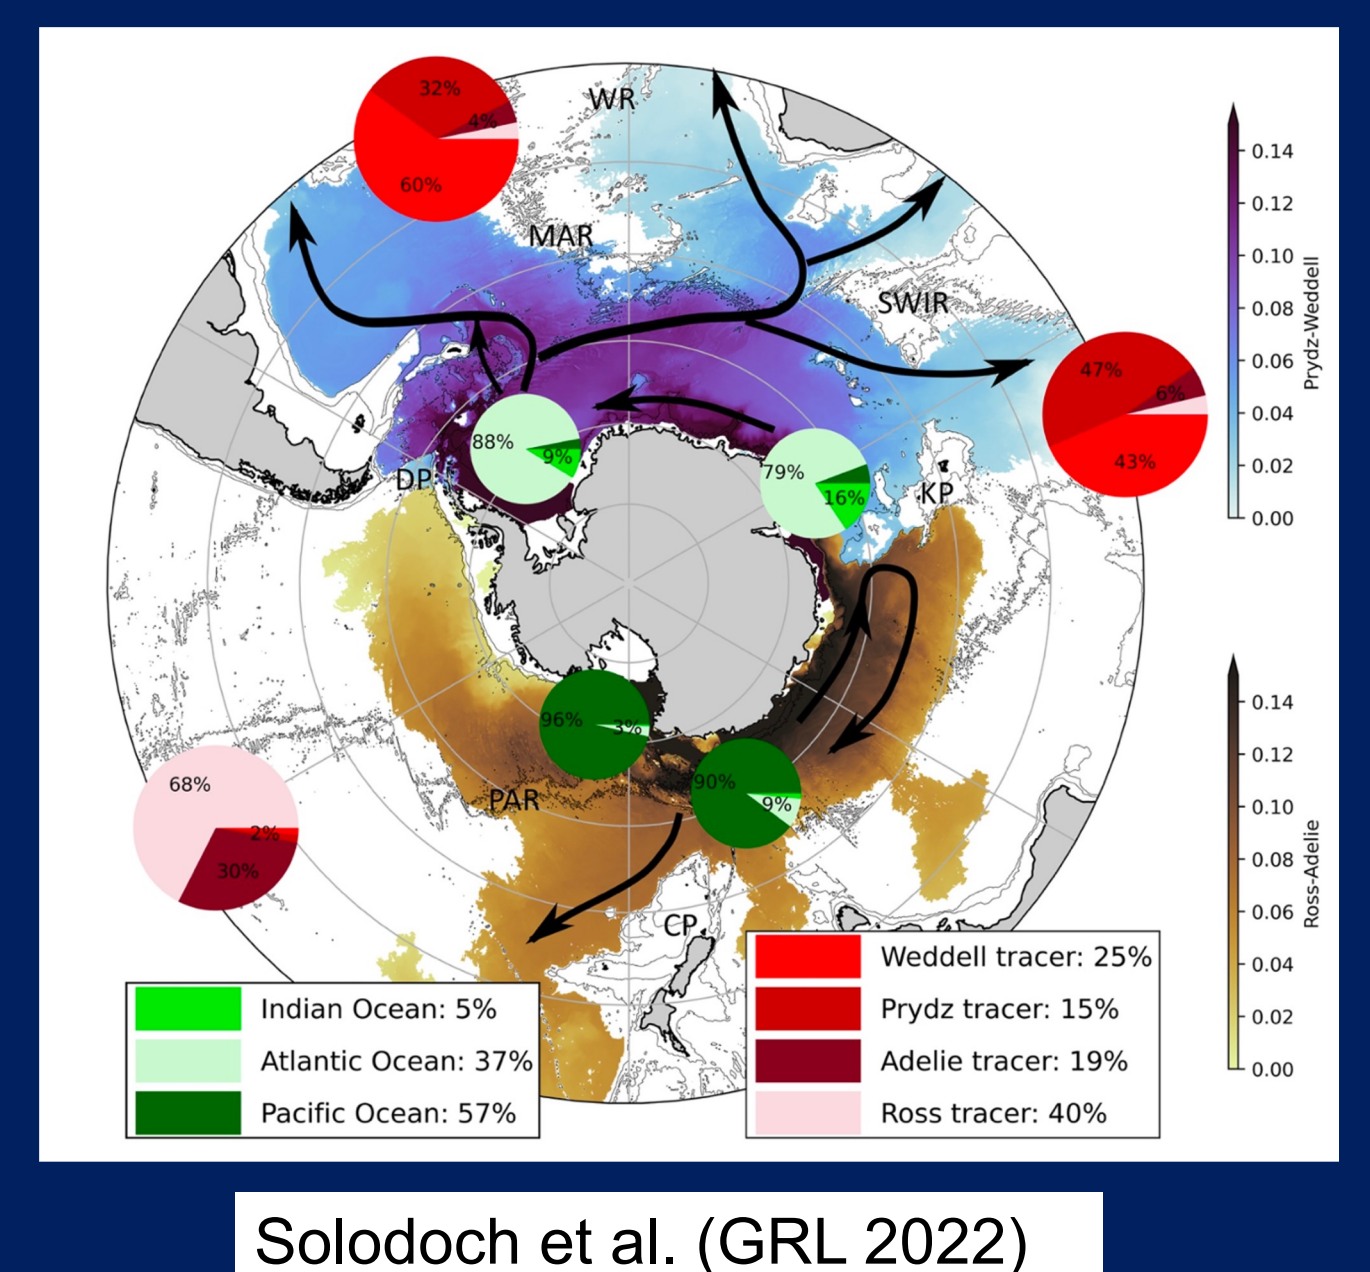 32%
4%
60%
WR
MAR
SWIR
0.14
0.12
0.10
0.08
0.06
0.04
0.02
0.00
Prydz-Weddell
47%
6%
43%
88%
9%
79%
16%
DP
KP
96%
3%
90%
9%
PAR
CP
68%
2%
30%
0.14
0.12
0.10
0.08
0.06
0.04
0.02
0.00
Ross-Adelie
Indian Ocean: 5%
Atlantic Ocean: 37%
Pacific Ocean: 57%
Weddell tracer: 25%
Prydz tracer: 15%
Adelie tracer: 19%
Ross tracer: 40%
Solodoch et al. (GRL 2022)